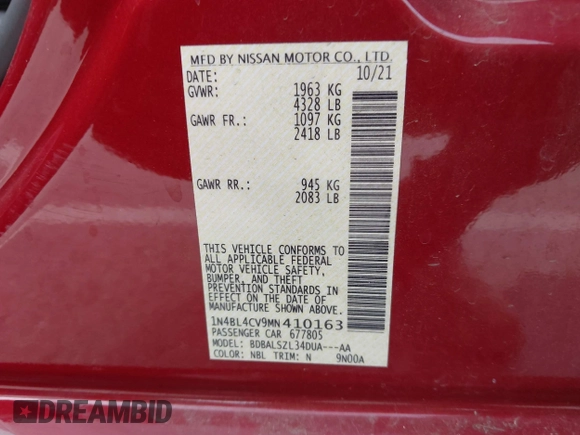 MFD BY NISSAN MOTOR CO., LTD.
DATE: 10/21
GVWR: 1963 KG
4328 LB
GAWR FR.: 1097 KG
2418 LB
GAWR RR.: 945 KG
2083 LB
THIS VEHICLE CONFORMS TO
ALL APPLICABLE FEDERAL
MOTOR VEHICLE SAFETY,
BUMPER, AND THEFT
PREVENTION STANDARDS IN
EFFECT ON THE DATE OF
MANUFACTURE SHOWN ABOVE.
1N4BL4CV9MN410163
PASSENGER CAR 677805
MODEL: BDBALSZL34DUA---AA
COLOR: NBL TRIM: N 9N00A
DREAMBID